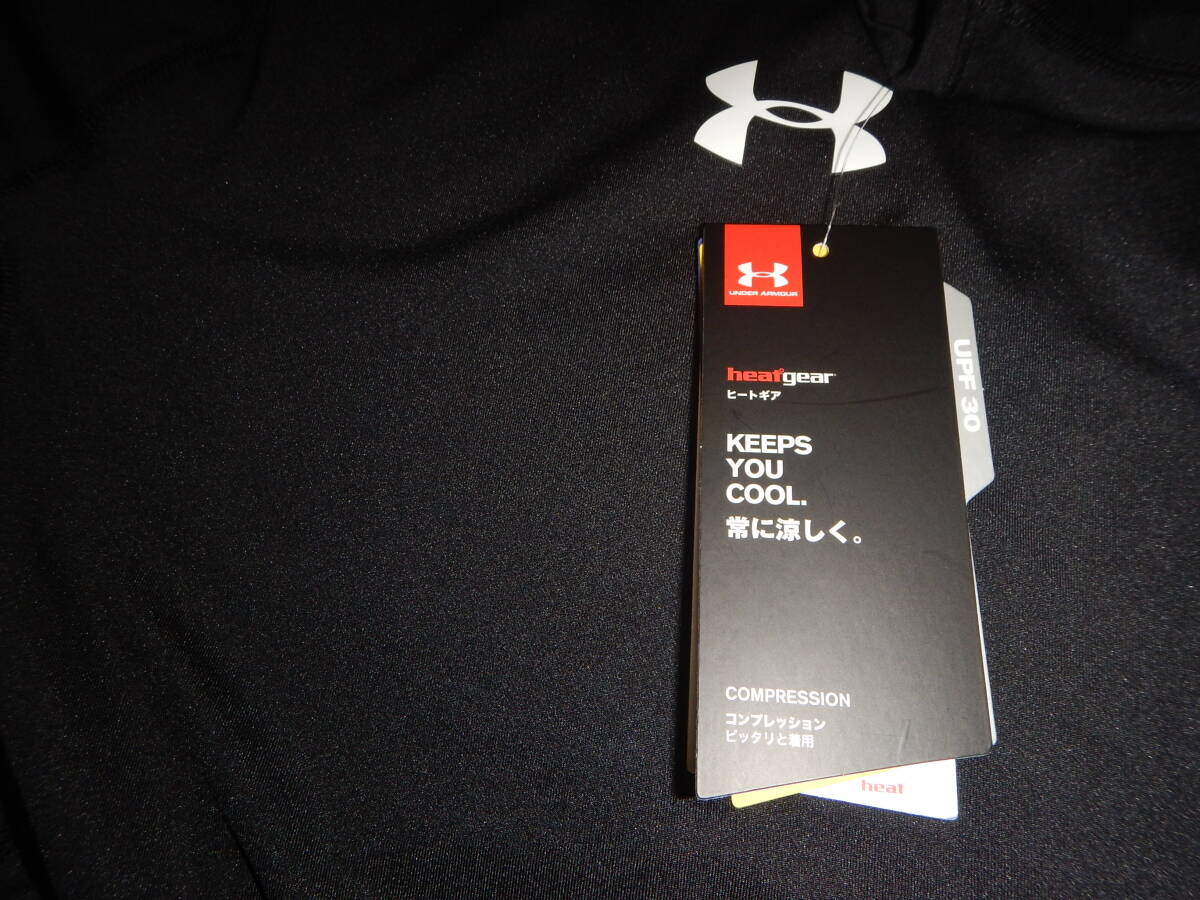 UNDER ARMOUR
heatgear
ヒートギア
UPF 30
KEEPS
YOU
COOL.
常に涼しく。
COMPRESSION
コンプレッション
ピッタリと着用
heat